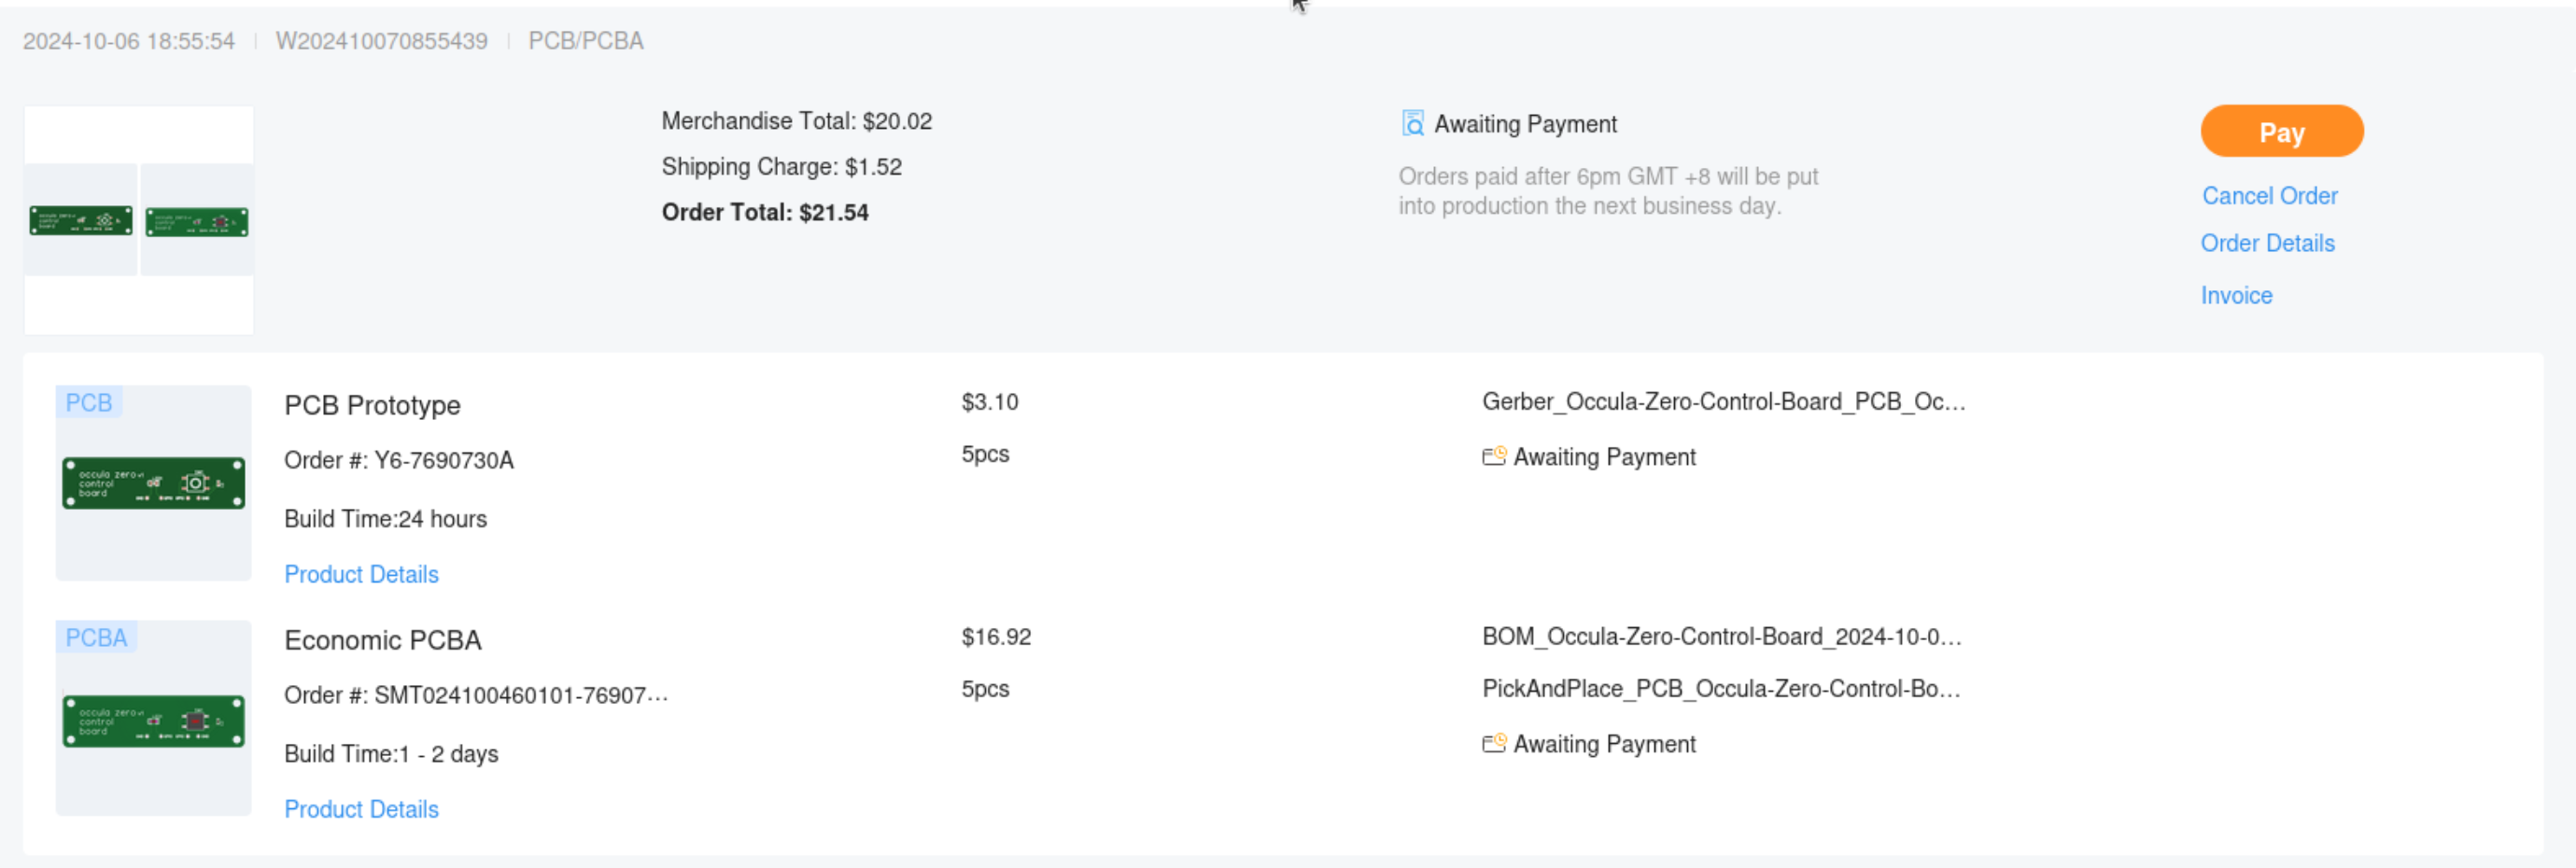 2024-10-06 18:55:54 | W202410070855439 | PCB/PCBA
Merchandise Total: $20.02
Shipping Charge: $1.52
Order Total: $21.54
Awaiting Payment
Orders paid after 6pm GMT +8 will be put
into production the next business day.
Pay
Cancel Order
Order Details
Invoice
PCB
occula zero v1
control
board
PCB Prototype
Order #: Y6-7690730A
Build Time:24 hours
Product Details
$3.10
5pcs
Gerber_Occula-Zero-Control-Board_PCB_Oc...
Awaiting Payment
PCBA
occula zero v1
control
board
Economic PCBA
Order #: SMT024100460101-76907...
Build Time:1 - 2 days
Product Details
$16.92
5pcs
BOM_Occula-Zero-Control-Board_2024-10-0...
PickAndPlace_PCB_Occula-Zero-Control-Bo...
Awaiting Payment